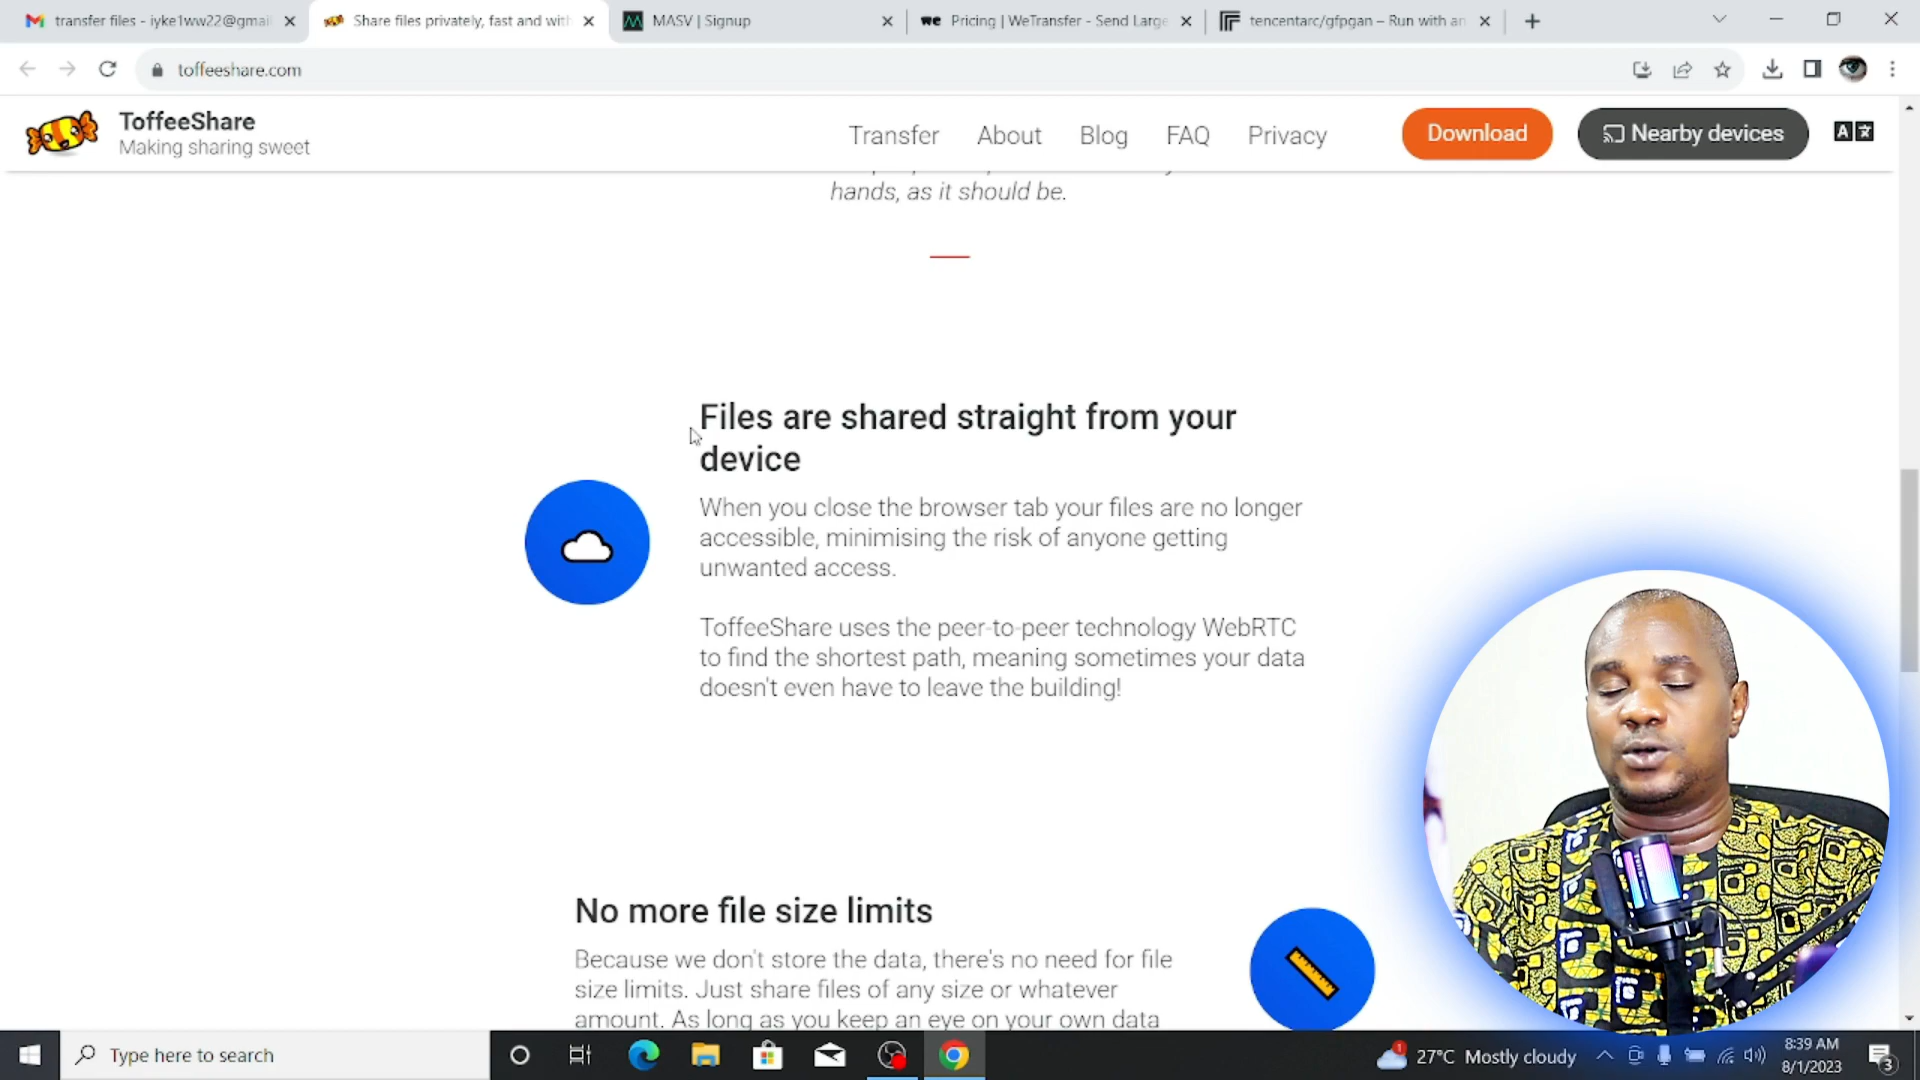 transfer files - iyke1ww22@gmai
Share files privately, fast and with
MASV | Signup
we Pricing | WeTransfer - Send Large
tencentarc/gfpgan – Run with an
toffeeshare.com
ToffeeShare
Making sharing sweet
Transfer
About
Blog
FAQ
Privacy
Download
Nearby devices
hands, as it should be.
Files are shared straight from your
device
When you close the browser tab your files are no longer
accessible, minimising the risk of anyone getting
unwanted access.
ToffeeShare uses the peer-to-peer technology WebRTC
to find the shortest path, meaning sometimes your data
doesn't even have to leave the building!
No more file size limits
Because we don't store the data, there's no need for file
size limits. Just share files of any size or whatever
amount. As long as you keep an eye on your own data
Type here to search
1
27°C Mostly cloudy
8:39 AM
8/1/2023
3